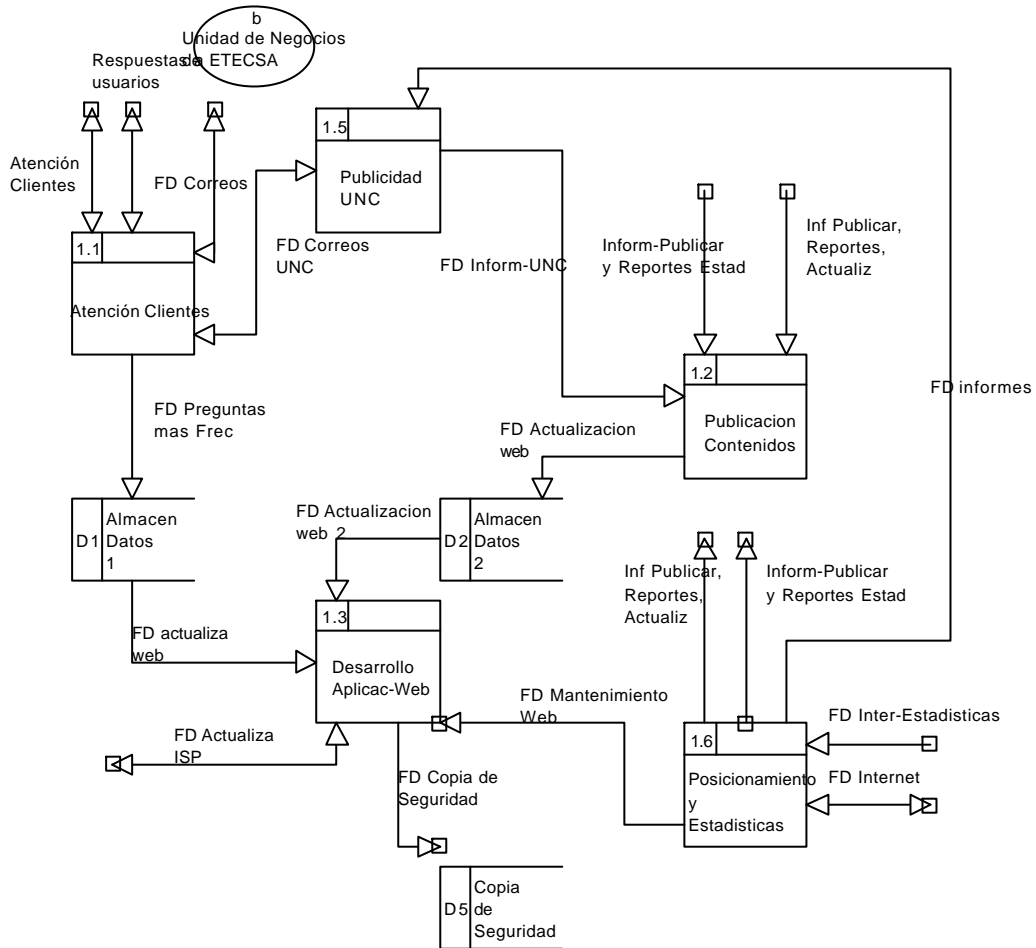 b
Unidad de Negocios
de ETECSA
Respuestas a
usuarios
Atención
Clientes
FD Correos
1.5
Publicidad
UNC
FD Correos
UNC
FD Inform-UNC
Inform-Publicar
y Reportes Estad
Inf Publicar,
Reportes,
Actualiz
1.1
Atención Clientes
1.2
Publicacion
Contenidos
FD informes
FD Preguntas
mas Frec
FD Actualizacion
web
D1
Almacen
Datos
1
FD Actualizacion
web 2
D2
Almacen
Datos
2
Inf Publicar,
Reportes,
Actualiz
Inform-Publicar
y Reportes Estad
FD actualiza
web
1.3
Desarrollo
Aplicac-Web
FD Mantenimiento
Web
FD Inter-Estadisticas
1.6
Posicionamiento
y
Estadisticas
FD Internet
FD Actualiza
ISP
FD Copia de
Seguridad
D5
Copia
de
Seguridad